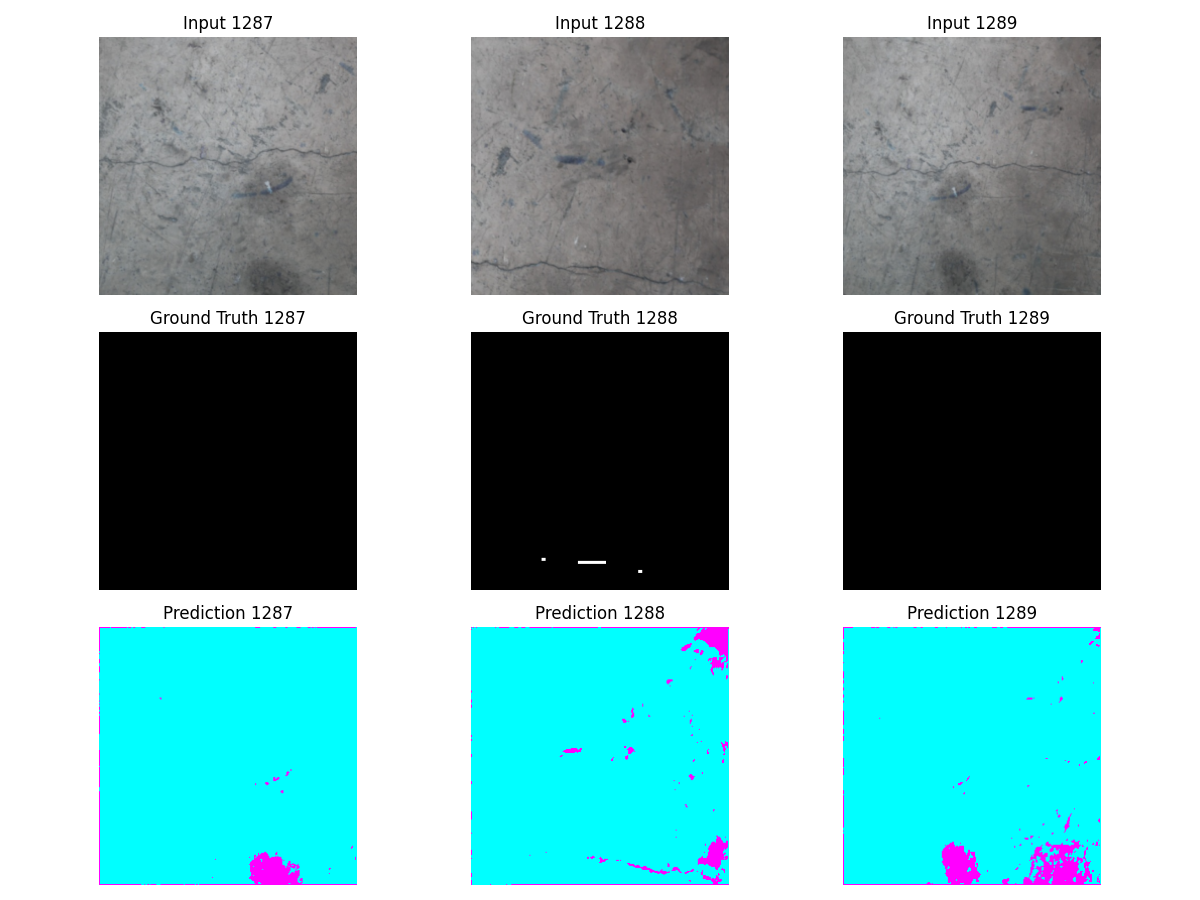 Input 1287
Input 1288
Input 1289
Ground Truth 1287
Ground Truth 1288
Ground Truth 1289
Prediction 1287
Prediction 1288
Prediction 1289